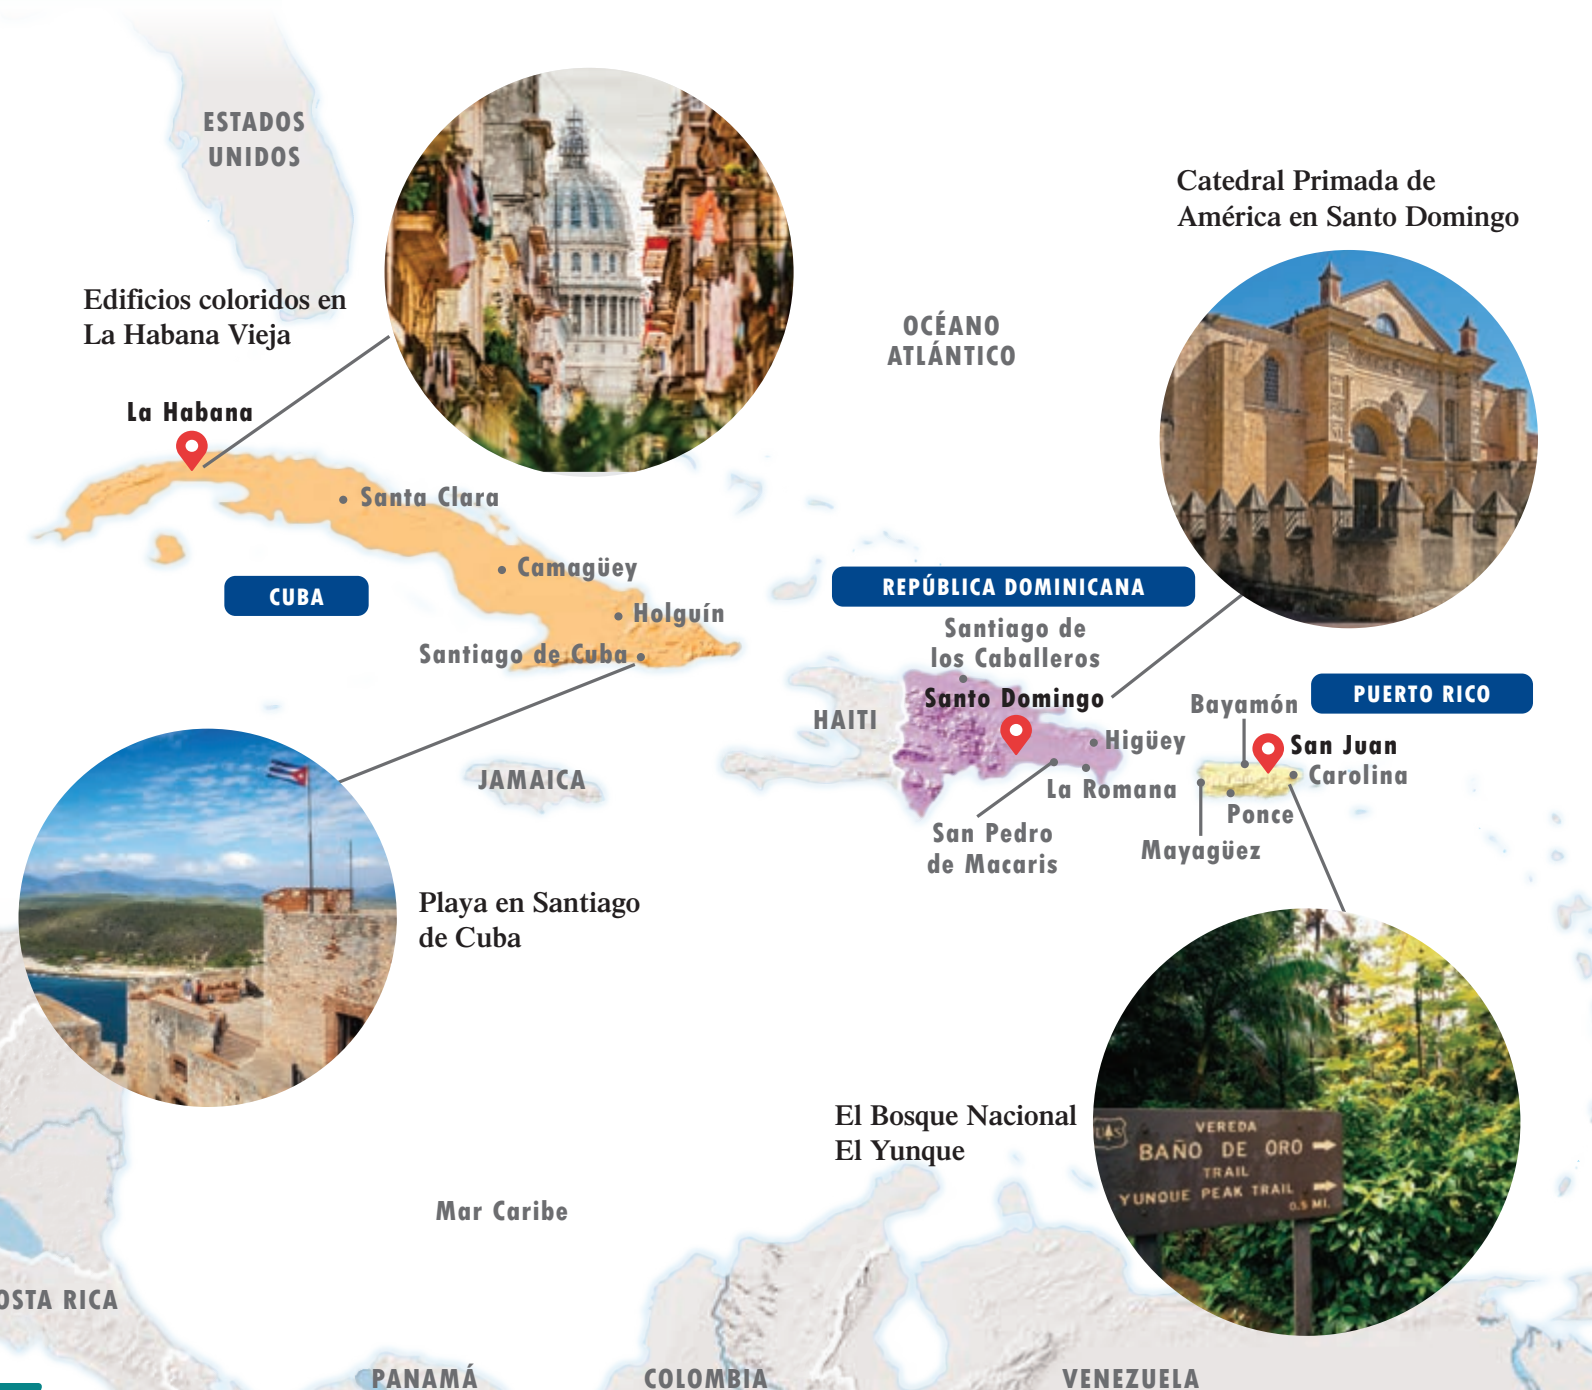 ESTADOS
UNIDOS
Catedral Primada de
América en Santo Domingo
Edificios coloridos en
La Habana Vieja
OCÉANO
ATLÁNTICO
La Habana
Santa Clara
Camagüey
CUBA
Holguín
Santiago de Cuba
REPÚBLICA DOMINICANA
Santiago de
los Caballeros
Santo Domingo
HAITI
Higüey
La Romana
San Pedro
de Macaris
PUERTO RICO
Bayamón
San Juan
Carolina
Ponce
Mayagüez
JAMAICA
Playa en Santiago
de Cuba
El Bosque Nacional
El Yunque
UAS
VEREDA
BAÑO DE ORO
TRAIL
YUNQUE PEAK TRAIL
0.5 MI.
Mar Caribe
OSTA RICA
PANAMÁ
COLOMBIA
VENEZUELA